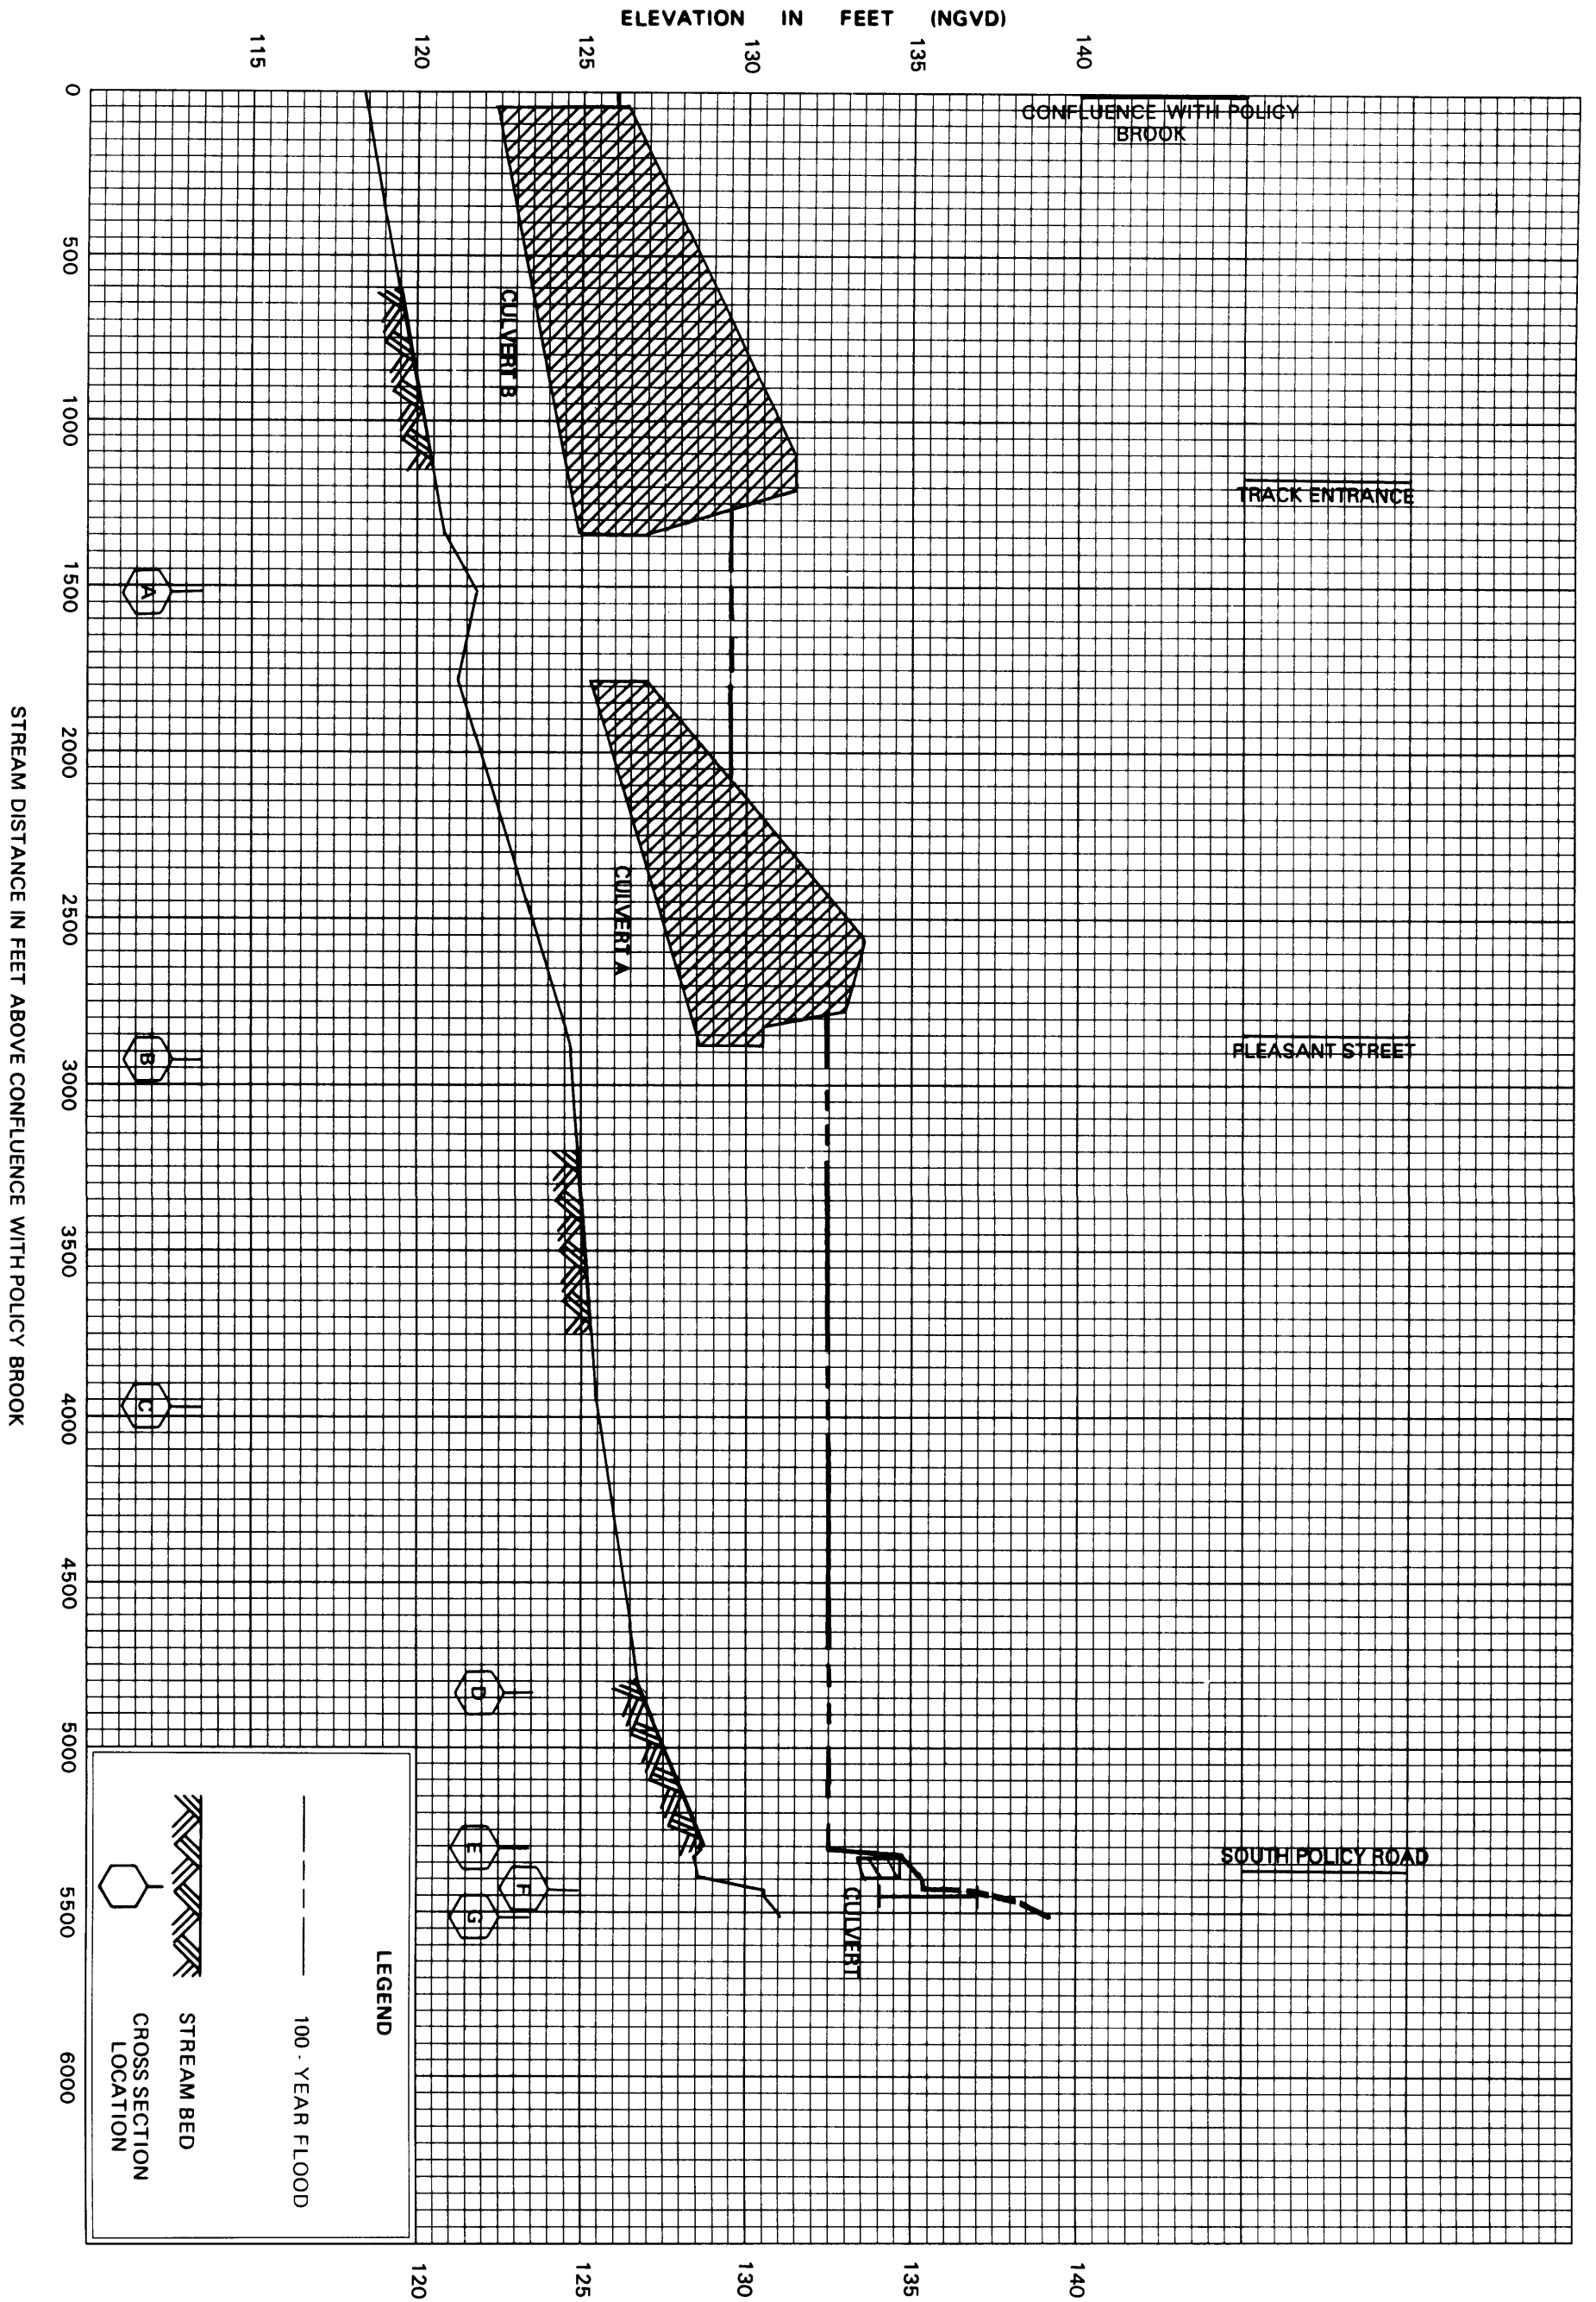 ELEVATION IN FEET (NGVD)
115
120
125
130
135
140
0
500
1000
1500
2000
2500
3000
3500
4000
4500
5000
5500
6000
STREAM DISTANCE IN FEET ABOVE CONFLUENCE WITH POLICY BROOK
CONFLUENCE WITH POLICY
BROOK
TRACK ENTRANCE
PLEASANT STREET
SOUTH POLICY ROAD
CULVERT B
CULVERT A
CULVERT
A
B
C
D
E
F
G
LEGEND
100 - YEAR FLOOD
STREAM BED
CROSS SECTION
LOCATION
120
125
130
135
140